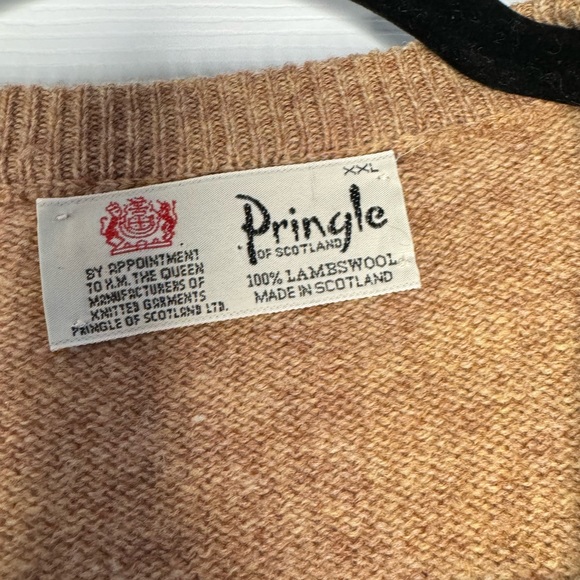 XXL
Pringle
OF SCOTLAND
100% LAMBSWOOL
MADE IN SCOTLAND
BY APPOINTMENT
TO H.M. THE QUEEN
MANUFACTURERS OF
KNITTED GARMENTS
PRINGLE OF SCOTLAND LTD.